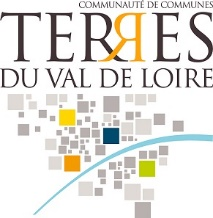 COMMUNAUTÉ DE COMMUNES
TERRES
DU VAL DE LOIRE